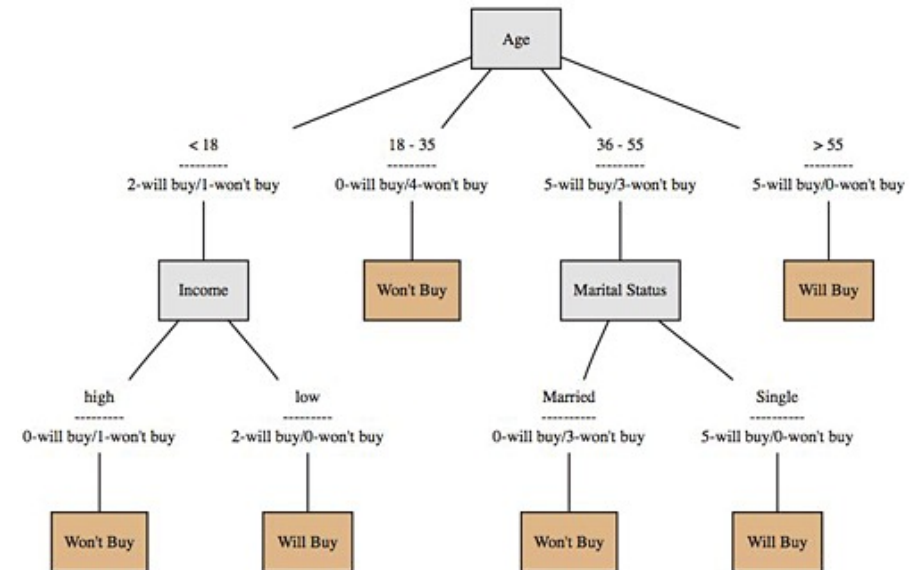 Age
< 18
---------
2-will buy/1-won't buy
18 - 35
---------
0-will buy/4-won't buy
36 - 55
---------
5-will buy/3-won't buy
> 55
---------
5-will buy/0-won't buy
Income
Won't Buy
Marital Status
Will Buy
high
---------
0-will buy/1-won't buy
low
---------
2-will buy/0-won't buy
Married
----------
0-will buy/3-won't buy
Single
----------
5-will buy/0-won't buy
Won't Buy
Will Buy
Won't Buy
Will Buy